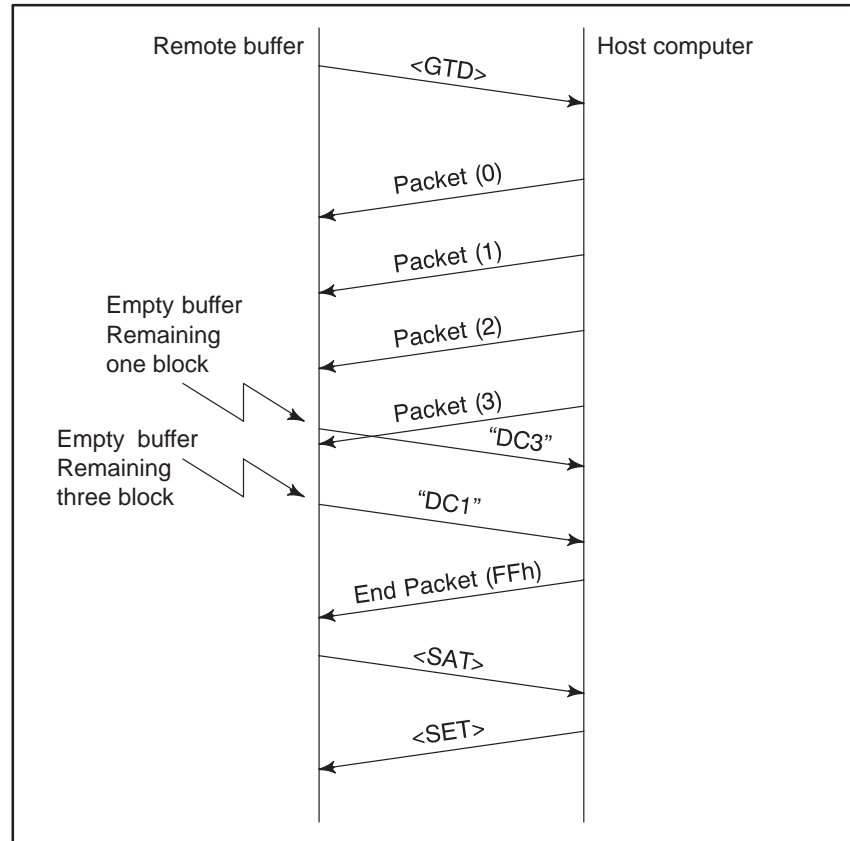 Remote buffer
Host computer
<GTD>
Packet (0)
Packet (1)
Empty buffer
Remaining
one block
Packet (2)
Packet (3)
"DC3"
Empty buffer
Remaining
three block
"DC1"
End Packet (FFh)
<SAT>
<SET>